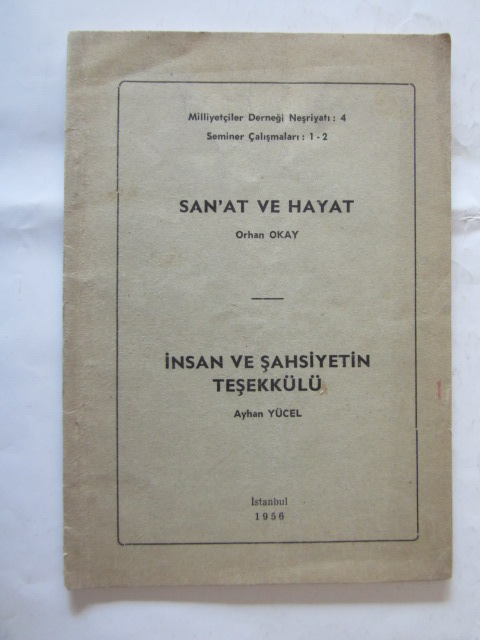 Milliyetçiler Derneği Neşriyatı: 4
Seminer Çalışmaları: 1-2
SAN'AT VE HAYAT
Orhan OKAY
İNSAN VE ŞAHSİYETİN
TEŞEKKÜLÜ
Ayhan YÜCEL
İstanbul
1956